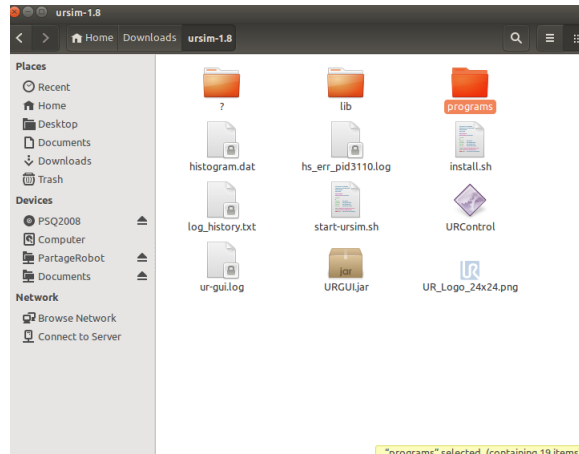 ursim-1.8
Home Downloads ursim-1.8
Places
Recent
Home
Desktop
Documents
Downloads
Trash
Devices
PSQ2008
Computer
PartageRobot
Documents
Network
Browse Network
Connect to Server
? lib programs
histogram.dat hs_err_pid3110.log install.sh
log_history.txt start-ursim.sh URControl
jar
UR
ur-gui.log URGUI.jar UR_Logo_24x24.png
"programs" selected (containing 19 items